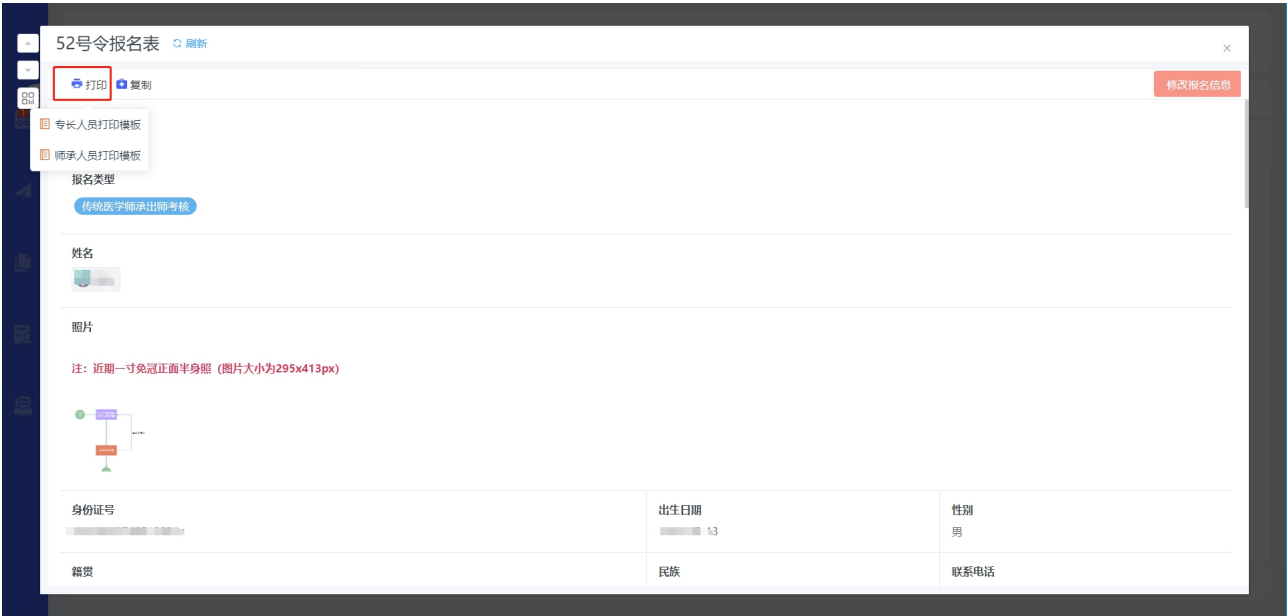 52号令报名表 刷新
打印 复制 修改报名信息
专长人员打印模板
师承人员打印模板
报名类型
传统医学师承出师考核
姓名
照片
注：近期一寸免冠正面半身照（图片大小为295x413px）
身份证号 出生日期 性别
男
籍贯 民族 联系电话